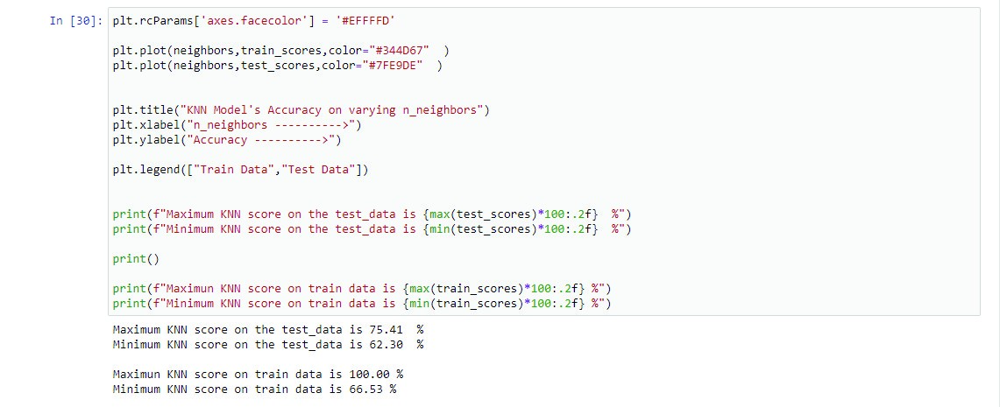 In [30]: plt.rcParams['axes.facecolor'] = '#EFFFFD'
plt.plot(neighbors,train_scores,color="#344D67"  )
plt.plot(neighbors,test_scores,color="#7FE9DE"  )
plt.title("KNN Model's Accuracy on varying n_neighbors")
plt.xlabel("n_neighbors ---------->")
plt.ylabel("Accuracy ---------->")
plt.legend(["Train Data","Test Data"])
print(f"Maximum KNN score on the test_data is {max(test_scores)*100:.2f}  %")
print(f"Minimum KNN score on the test_data is {min(test_scores)*100:.2f}  %")
print()
print(f"Maximun KNN score on train data is {max(train_scores)*100:.2f} %")
print(f"Minimum KNN score on train data is {min(train_scores)*100:.2f} %")
Maximum KNN score on the test_data is 75.41  %
Minimum KNN score on the test_data is 62.30  %
Maximun KNN score on train data is 100.00 %
Minimum KNN score on train data is 66.53 %